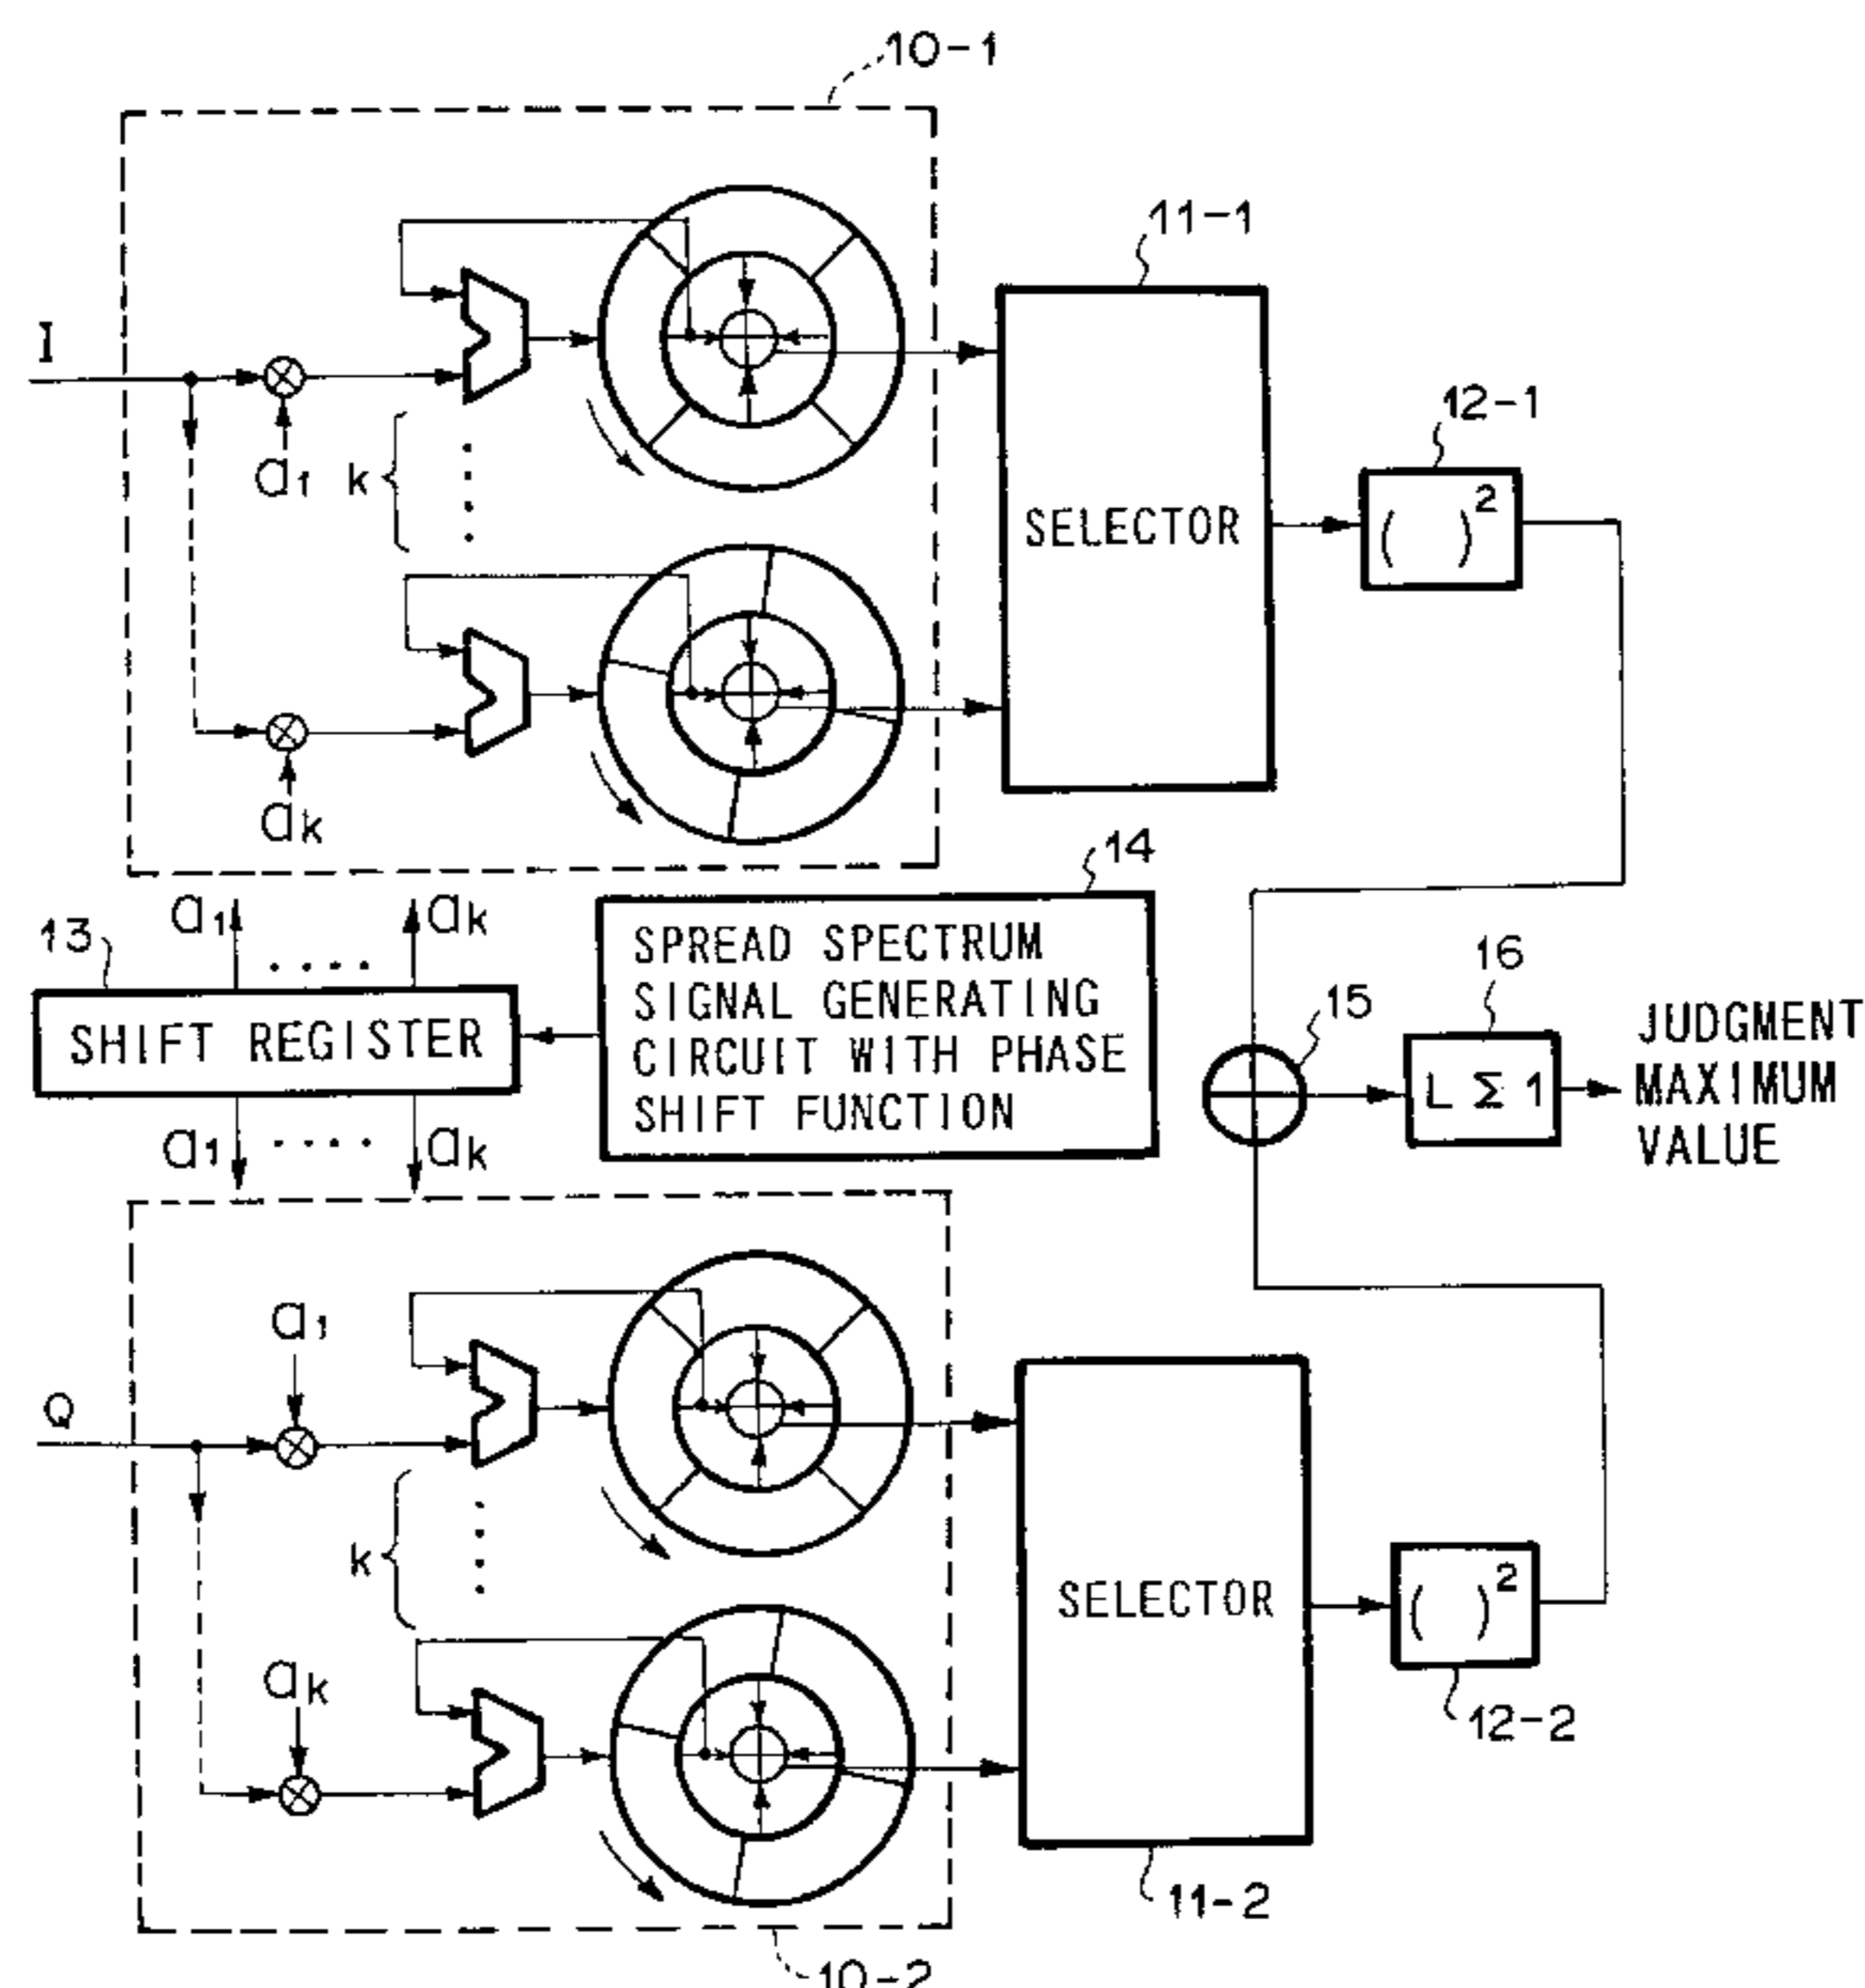 10-1
11-1
I
a1
k
SELECTOR
12-1
( )2
ak
14
13
a1
ak
SHIFT REGISTER
SPREAD SPECTRUM
SIGNAL GENERATING
CIRCUIT WITH PHASE
SHIFT FUNCTION
16
15
L Σ 1
JUDGMENT
MAXIMUM
VALUE
a1
ak
a1
Q
k
SELECTOR
( )2
ak
12-2
11-2
10-2